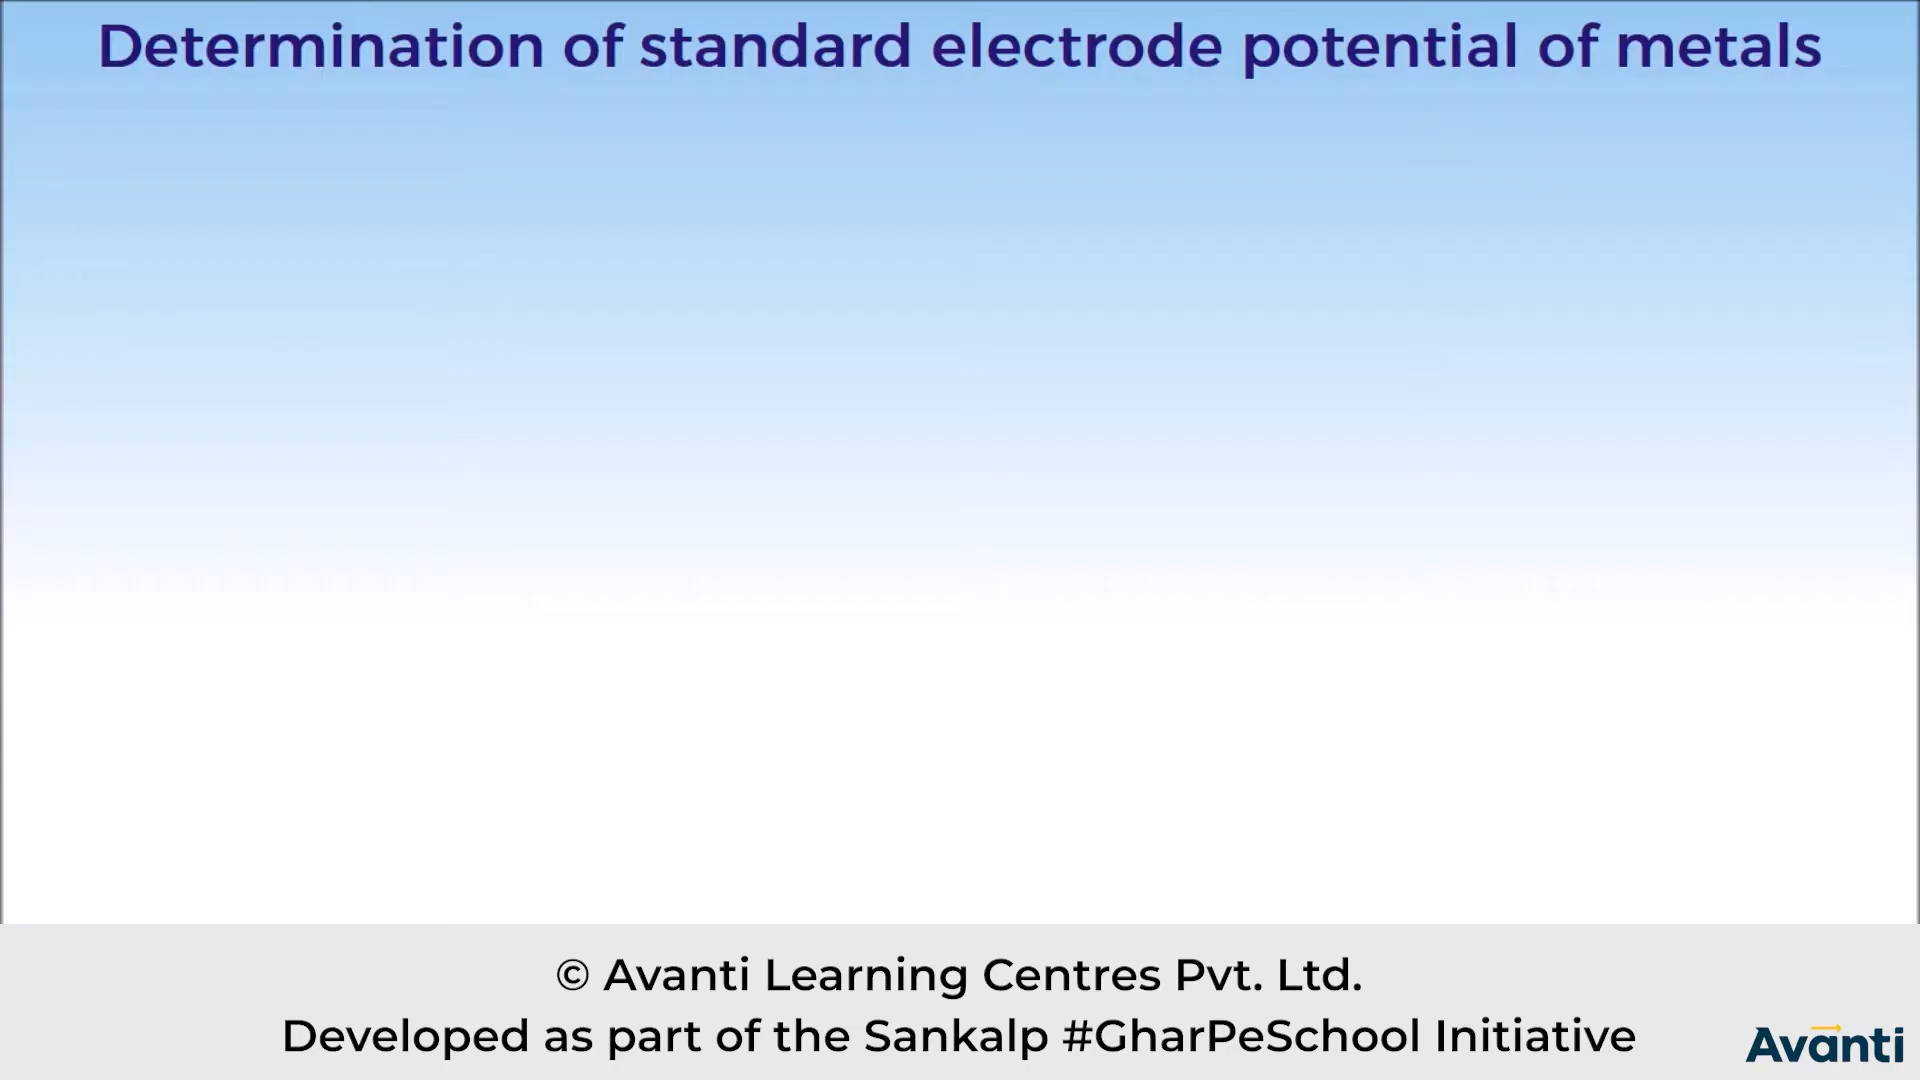 Determination of standard electrode potential of metals
© Avanti Learning Centres Pvt. Ltd.
Developed as part of the Sankalp #GharPeSchool Initiative
Avanti